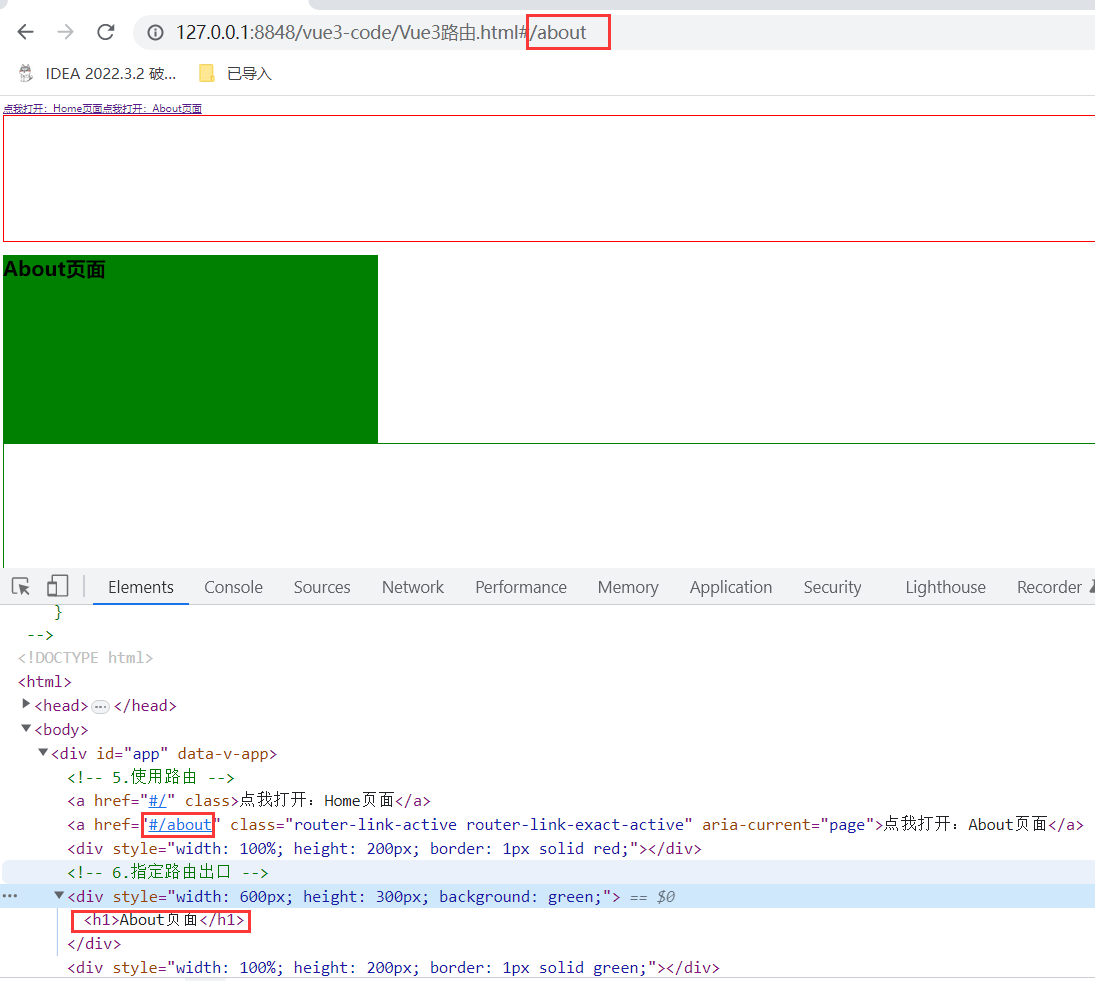 127.0.0.1:8848/vue3-code/Vue3路由.html#/about
IDEA 2022.3.2 破... 已导入
点我打开：Home页面点我打开：About页面
About页面
Elements Console Sources Network Performance Memory Application Security Lighthouse Recorder
}
-->
<!DOCTYPE html>
<html>
<head>…</head>
<body>
<div id="app" data-v-app>
<!-- 5.使用路由 -->
<a href="#/" class>点我打开：Home页面</a>
<a href="#/about" class="router-link-active router-link-exact-active" aria-current="page">点我打开：About页面</a>
<div style="width: 100%; height: 200px; border: 1px solid red;"></div>
<!-- 6.指定路由出口 -->
<div style="width: 600px; height: 300px; background: green;"> == $0
<h1>About页面</h1>
</div>
<div style="width: 100%; height: 200px; border: 1px solid green;"></div>